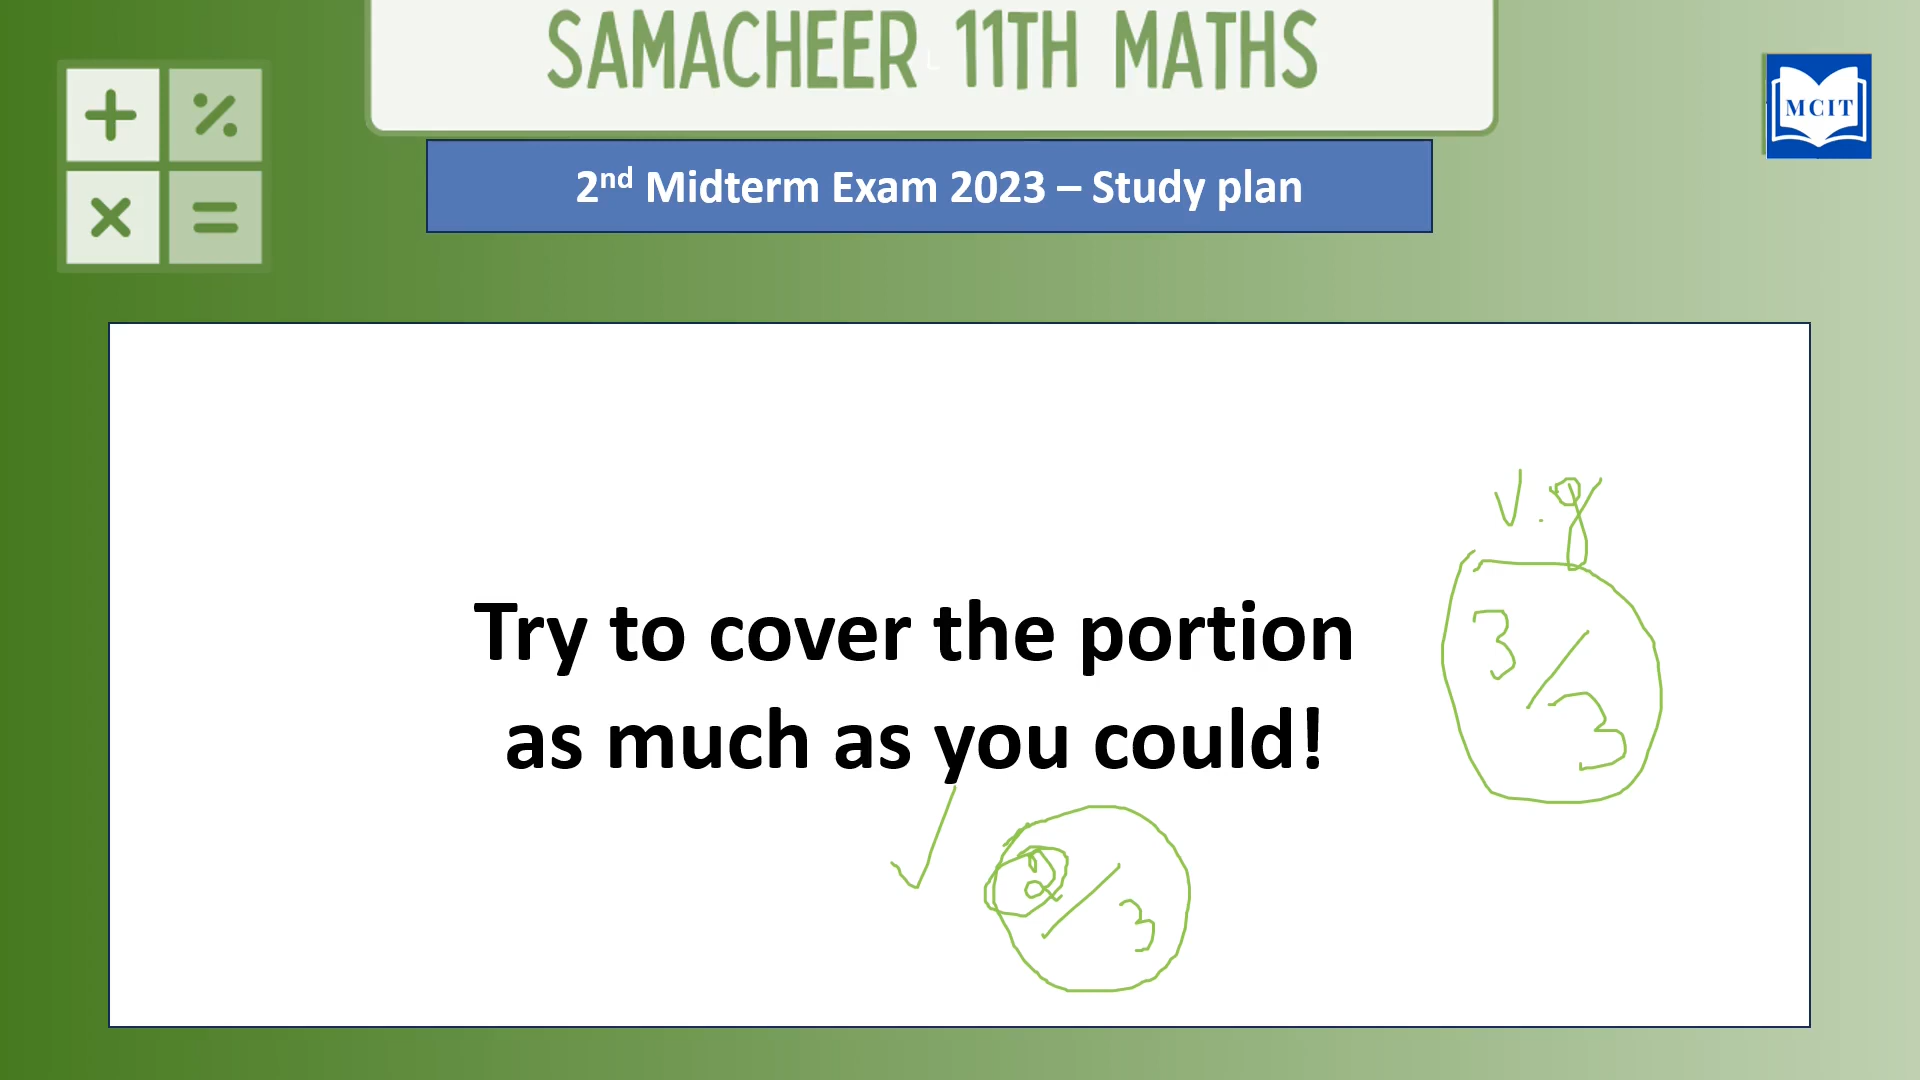 SAMACHEER 11TH MATHS
MCIT
2nd Midterm Exam 2023 – Study plan
Try to cover the portion
as much as you could!
3/3
2/3